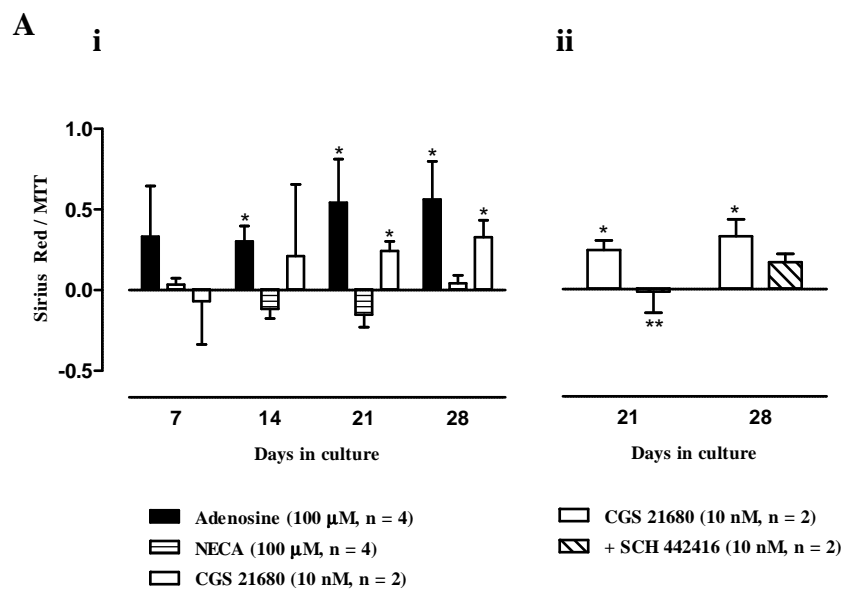 A
i
ii
Sirius Red / MTT
1.0
0.5
0.0
-0.5
*
*
*
*
*
7
14
21
28
Days in culture
*
**
*
21
28
Days in culture
Adenosine (100 µM, n = 4)
NECA (100 µM, n = 4)
CGS 21680 (10 nM, n = 2)
CGS 21680 (10 nM, n = 2)
+ SCH 442416 (10 nM, n = 2)